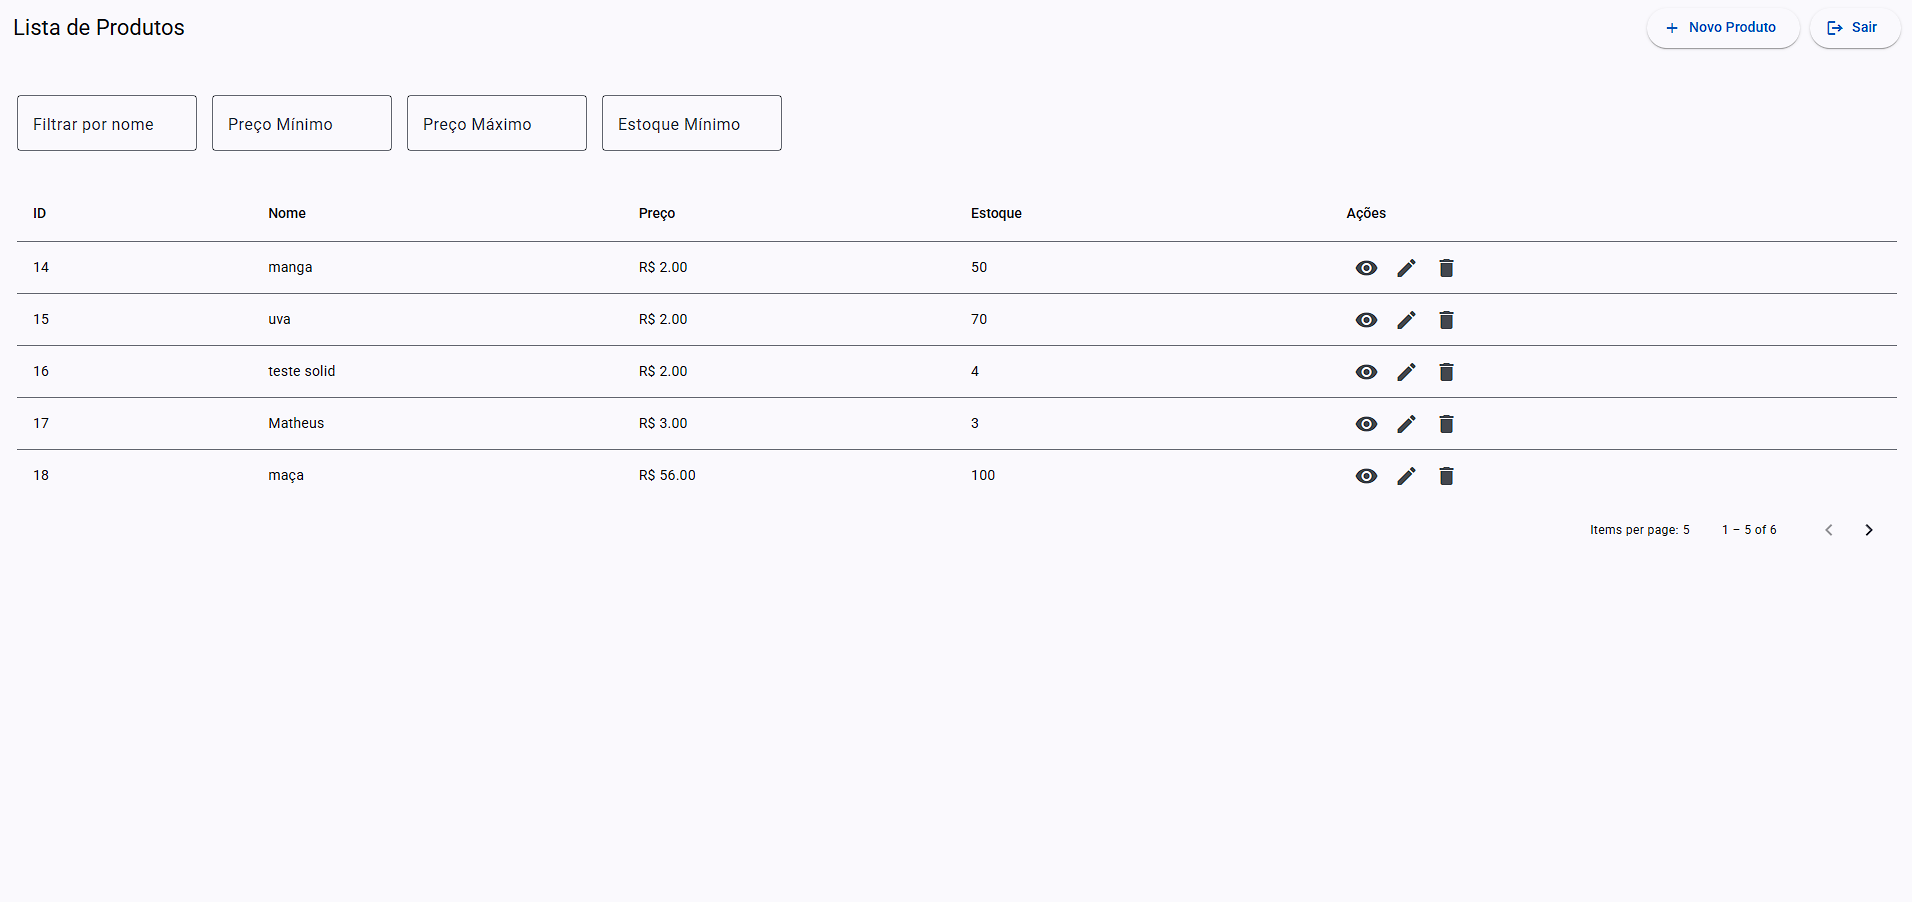 Lista de Produtos
Novo Produto
Sair
Filtrar por nome
Preço Mínimo
Preço Máximo
Estoque Mínimo
ID Nome Preço Estoque Ações
14 manga R$ 2.00 50
15 uva R$ 2.00 70
16 teste solid R$ 2.00 4
17 Matheus R$ 3.00 3
18 maça R$ 56.00 100
Items per page: 5 1 – 5 of 6